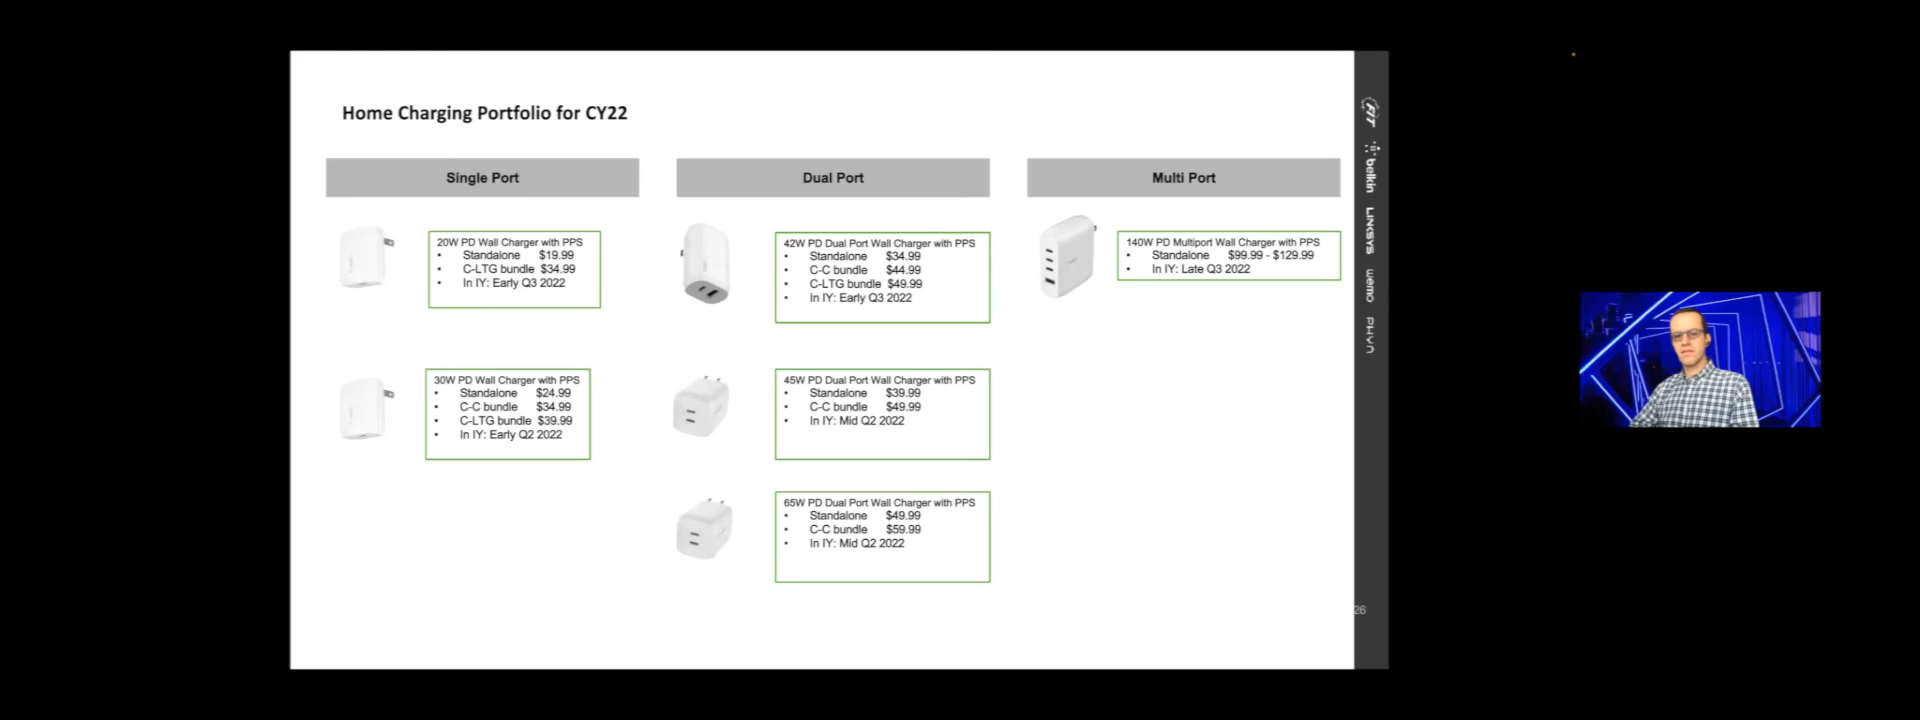 Home Charging Portfolio for CY22
Single Port
20W PD Wall Charger with PPS
• Standalone $19.99
• C-LTG bundle $34.99
• In IY: Early Q3 2022
30W PD Wall Charger with PPS
• Standalone $24.99
• C-C bundle $34.99
• C-LTG bundle $39.99
• In IY: Early Q2 2022
Dual Port
42W PD Dual Port Wall Charger with PPS
• Standalone $34.99
• C-C bundle $44.99
• C-LTG bundle $49.99
• In IY: Early Q3 2022
45W PD Dual Port Wall Charger with PPS
• Standalone $39.99
• C-C bundle $49.99
• In IY: Mid Q2 2022
65W PD Dual Port Wall Charger with PPS
• Standalone $49.99
• C-C bundle $59.99
• In IY: Mid Q2 2022
Multi Port
140W PD Multiport Wall Charger with PPS
• Standalone $99.99 - $129.99
• In IY: Late Q3 2022
FIT
belkin
LINKSYS
wemo
PHYN
26